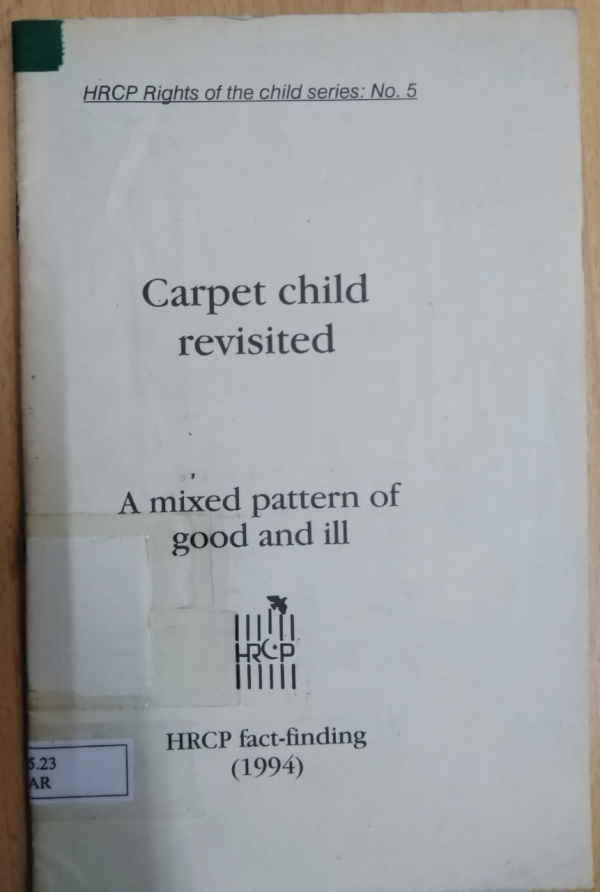 HRCP Rights of the child series: No. 5
Carpet child
revisited
A mixed pattern of
good and ill
HRCP
HRCP fact-finding
(1994)
5.23
AR